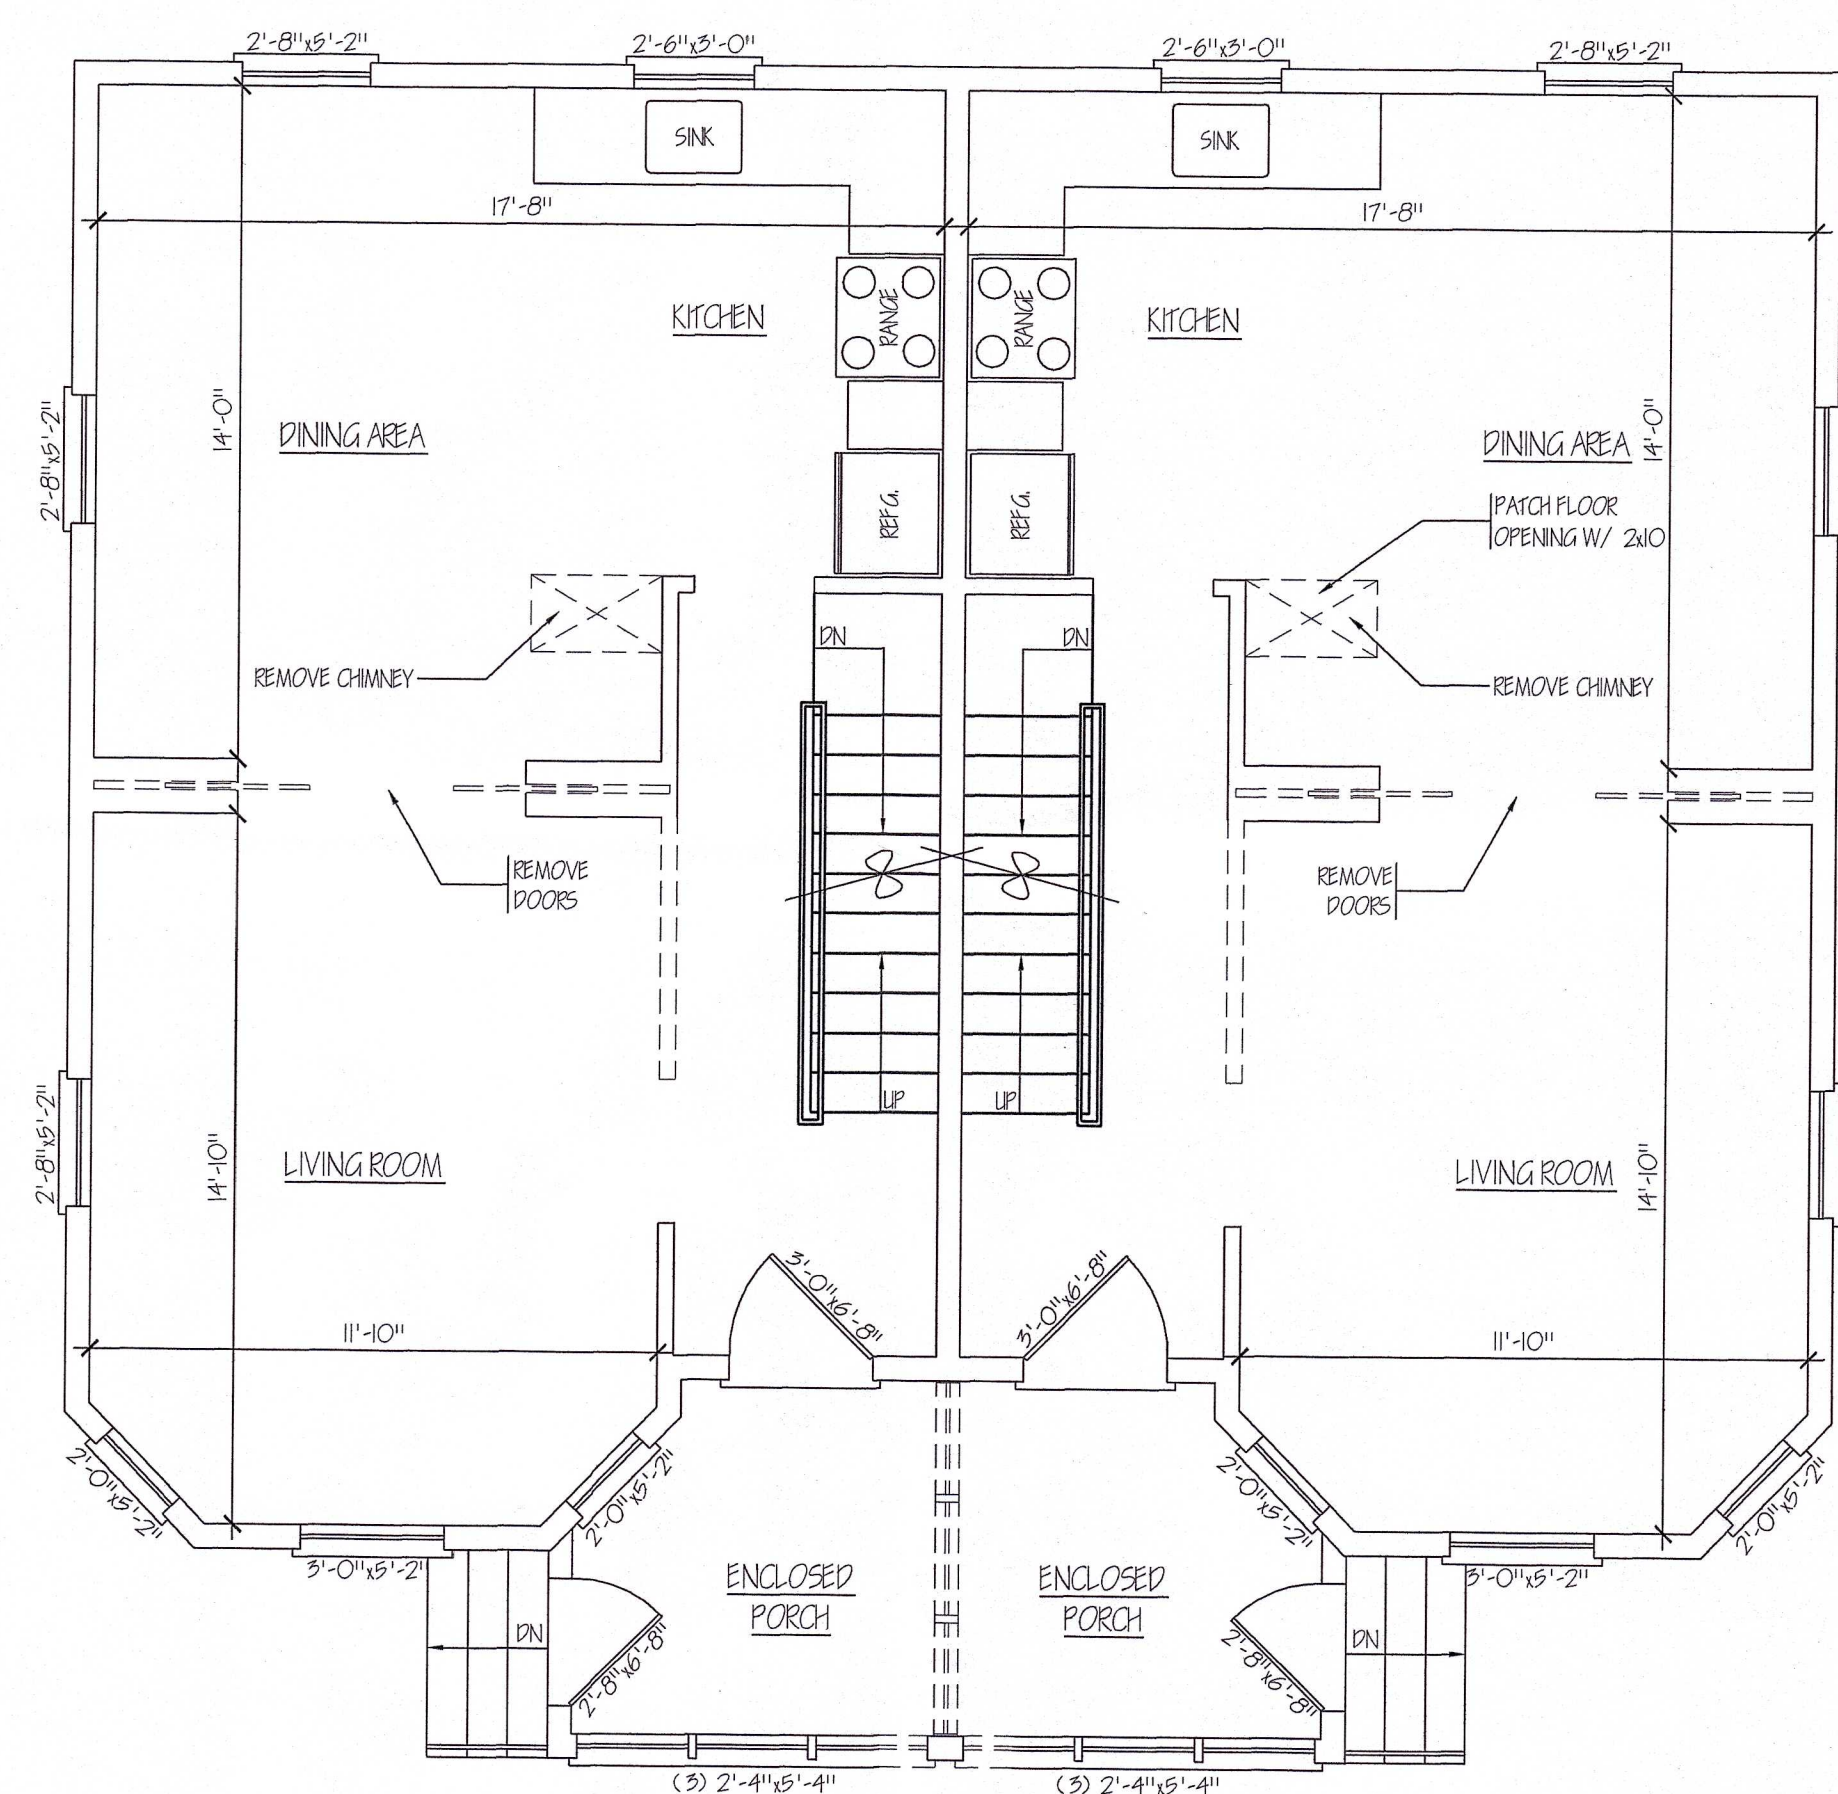 2'-8"x5'-2"
2'-6"x3'-0"
2'-6"x3'-0"
2'-8"x5'-2"
SINK
SINK
17'-8"
17'-8"
KITCHEN
RANGE
RANGE
KITCHEN
2'-8"x5'-2"
14'-0"
DINING AREA
DINING AREA
14'-0"
REFG.
REFG.
PATCH FLOOR
OPENING W/ 2x10
DN
DN
REMOVE CHIMNEY
REMOVE CHIMNEY
REMOVE
DOORS
REMOVE
DOORS
UP
UP
2'-8"x5'-2"
14'-10"
LIVING ROOM
LIVING ROOM
14'-10"
3'-0"x6'-8"
3'-0"x6'-8"
11'-10"
11'-10"
2'-0"x5'-2"
2'-0"x5'-2"
2'-0"x5'-2"
2'-0"x5'-2"
3'-0"x5'-2"
3'-0"x5'-2"
ENCLOSED
PORCH
ENCLOSED
PORCH
DN
2'-8"x6'-8"
2'-8"x6'-8"
DN
(3) 2'-4"x5'-4"
(3) 2'-4"x5'-4"